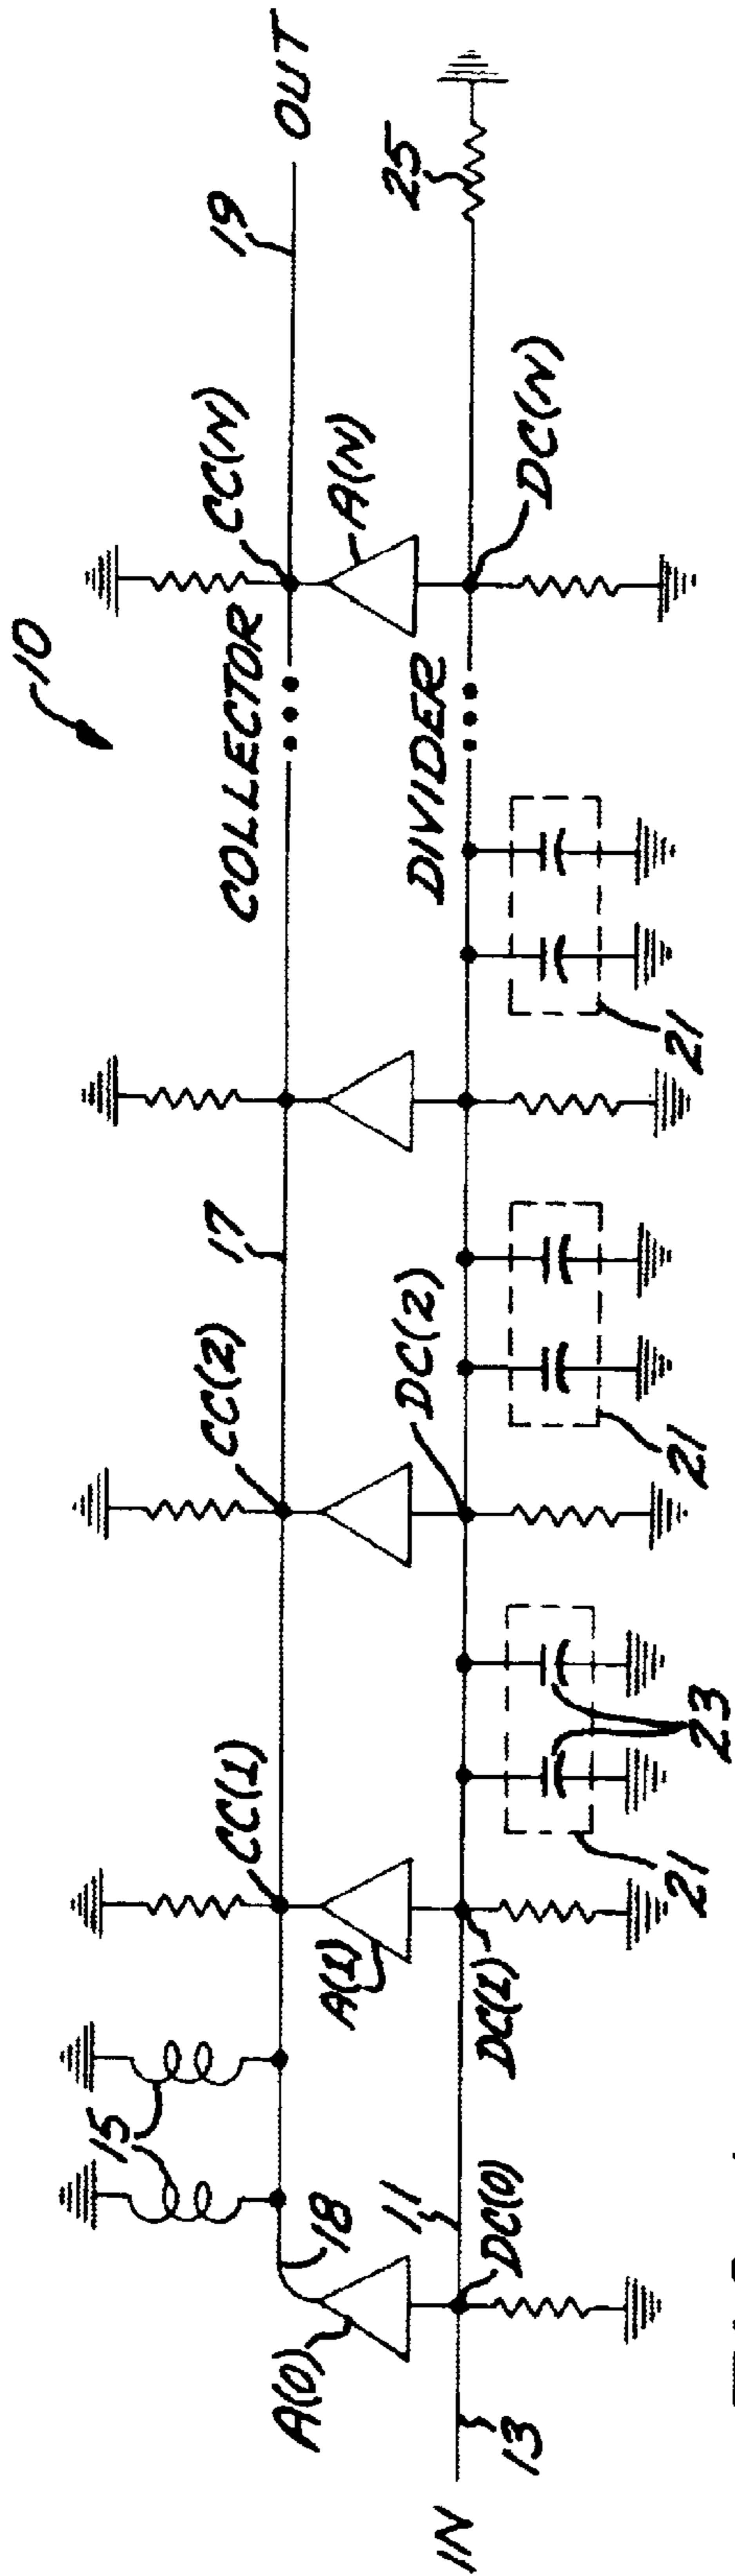 10
15
18
CC(1)
CC(2)
17
COLLECTOR
CC(N)
19
OUT
A(0)
A(1)
A(N)
IN
13
DC(0)
11
DC(1)
DC(2)
DIVIDER
DC(N)
25
21
23
21
21